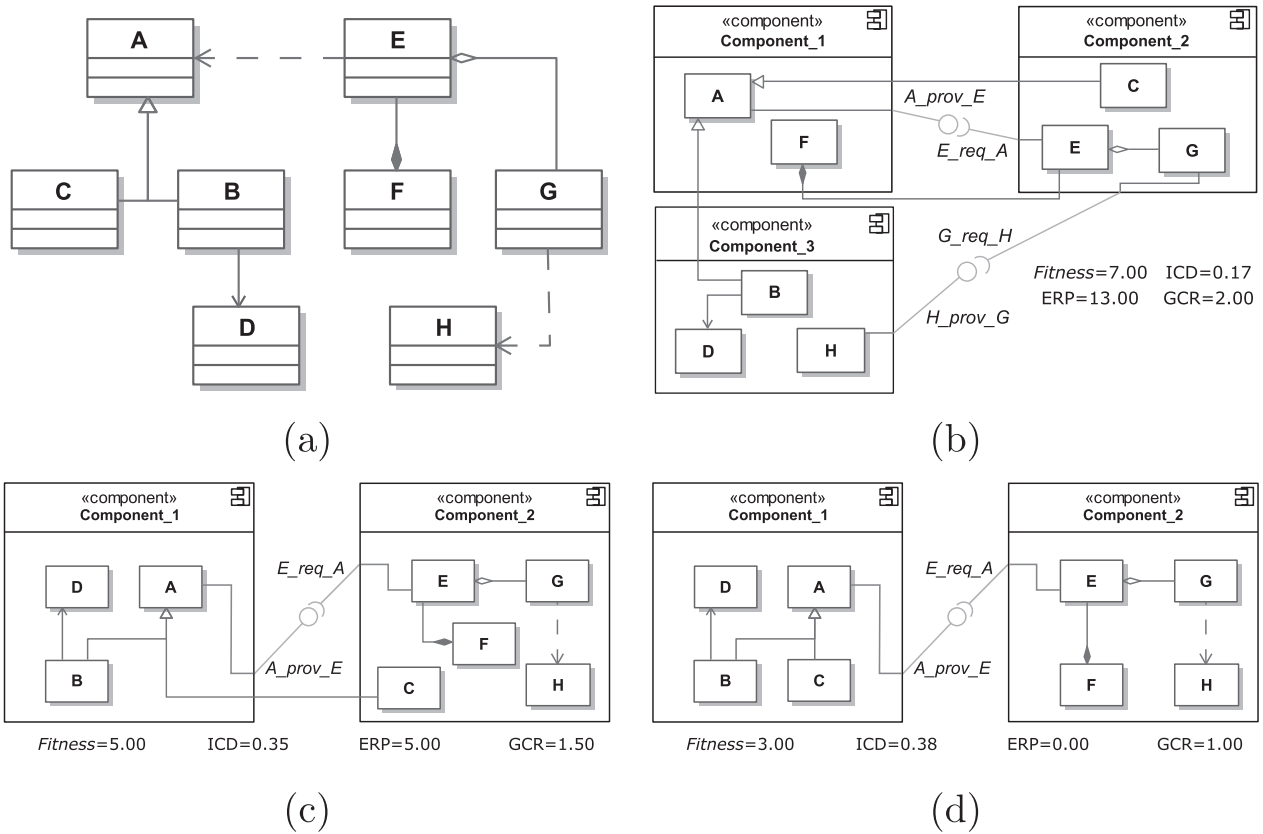 A
E
C
B
F
G
D
H
(a)
«component»
Component_1
«component»
Component_2
A
C
A_prov_E
F
E_req_A
E
G
«component»
Component_3
G_req_H
B
Fitness=7.00 ICD=0.17
ERP=13.00 GCR=2.00
H_prov_G
D
H
(b)
«component»
Component_1
«component»
Component_2
D
A
E_req_A
E
G
F
A_prov_E
B
C
H
Fitness=5.00 ICD=0.35 ERP=5.00 GCR=1.50
(c)
«component»
Component_1
«component»
Component_2
D
A
E_req_A
E
G
A_prov_E
B
C
F
H
Fitness=3.00 ICD=0.38 ERP=0.00 GCR=1.00
(d)